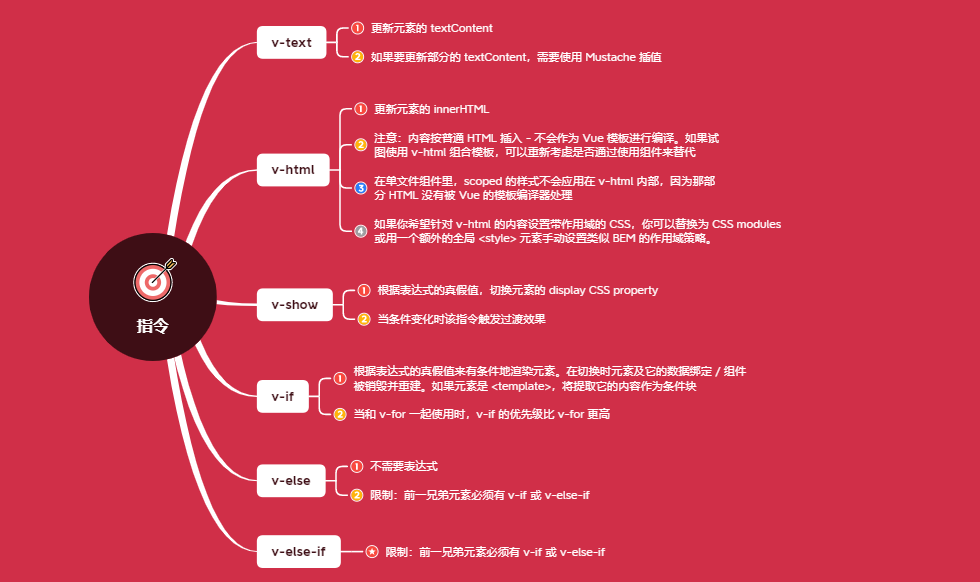 指令
v-text
① 更新元素的 textContent
② 如果要更新部分的 textContent，需要使用 Mustache 插值
v-html
① 更新元素的 innerHTML
② 注意：内容按普通 HTML 插入 - 不会作为 Vue 模板进行编译。如果试
图使用 v-html 组合模板，可以重新考虑是否通过使用组件来替代
③ 在单文件组件里，scoped 的样式不会应用在 v-html 内部，因为那部
分 HTML 没有被 Vue 的模板编译器处理
④ 如果你希望针对 v-html 的内容设置带作用域的 CSS，你可以替换为 CSS modules
或用一个额外的全局 <style> 元素手动设置类似 BEM 的作用域策略。
v-show
① 根据表达式的真假值，切换元素的 display CSS property
② 当条件变化时该指令触发过渡效果
v-if
① 根据表达式的真假值来有条件地渲染元素。在切换时元素及它的数据绑定 / 组件
被销毁并重建。如果元素是 <template>，将提取它的内容作为条件块
② 当和 v-for 一起使用时，v-if 的优先级比 v-for 更高
v-else
① 不需要表达式
② 限制：前一兄弟元素必须有 v-if 或 v-else-if
v-else-if
限制：前一兄弟元素必须有 v-if 或 v-else-if